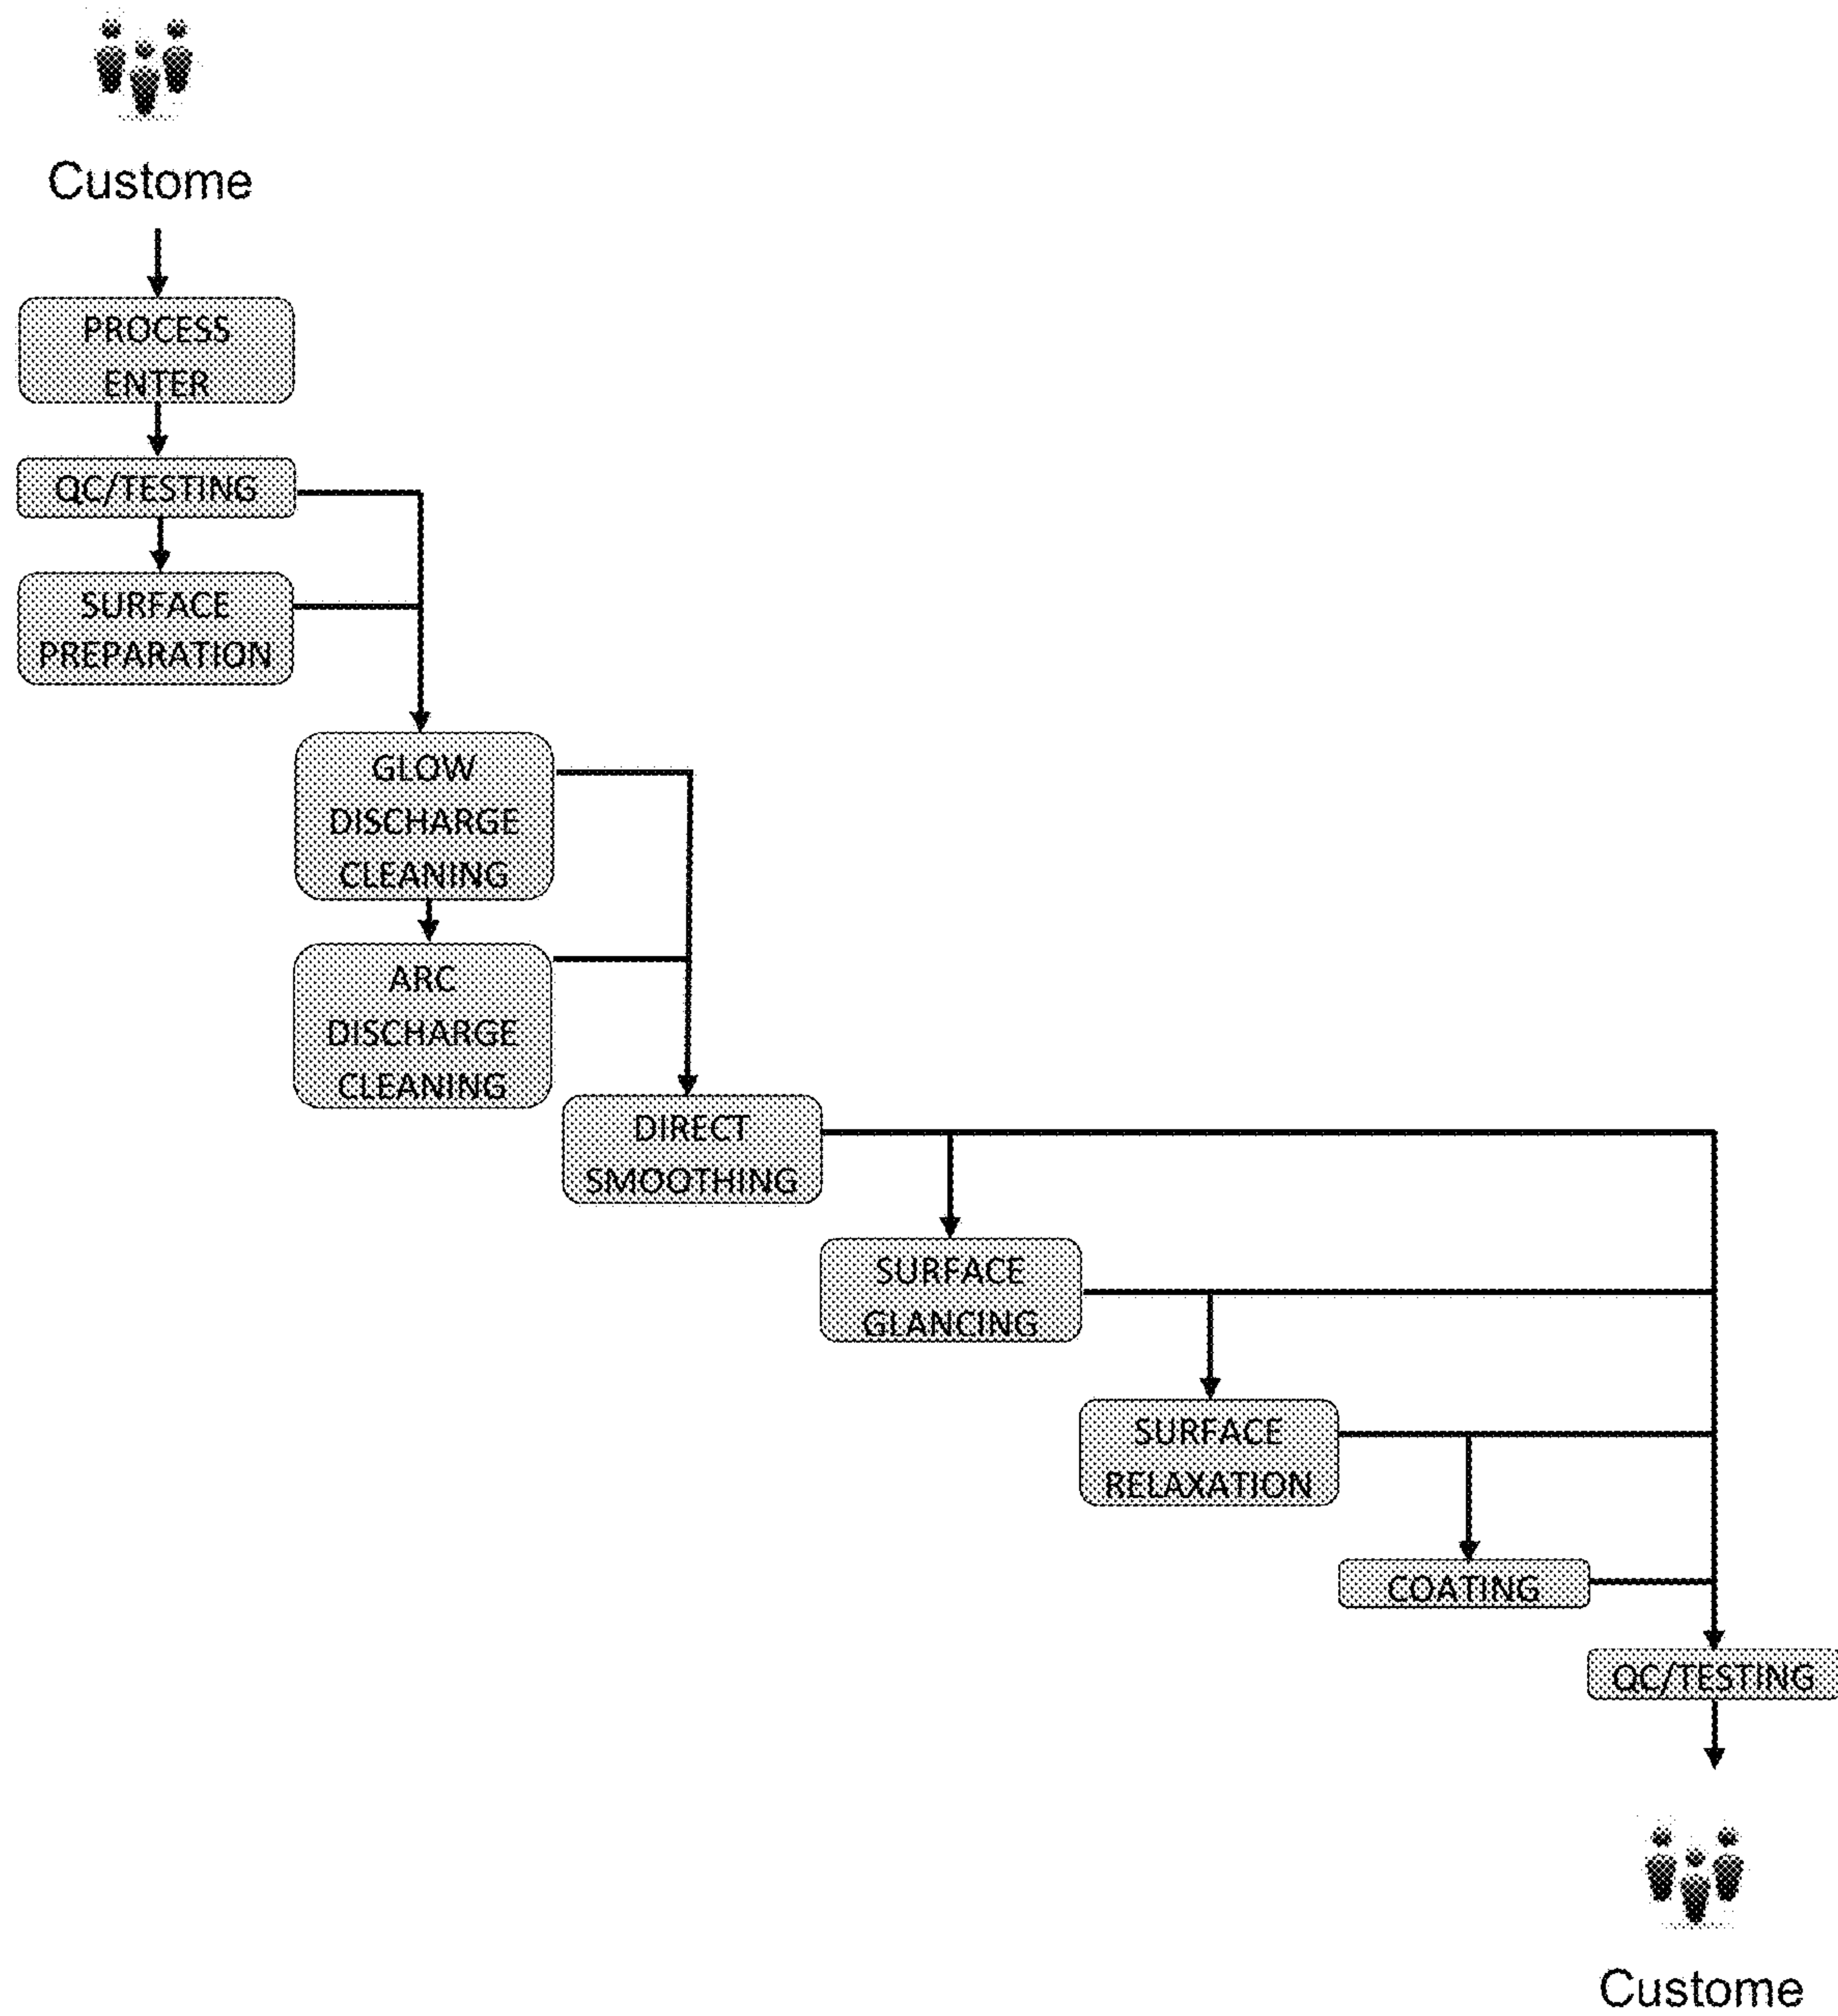 Custome
PROCESS
ENTER
QC/TESTING
SURFACE
PREPARATION
GLOW
DISCHARGE
CLEANING
ARC
DISCHARGE
CLEANING
DIRECT
SMOOTHING
SURFACE
GLANCING
SURFACE
RELAXATION
COATING
QC/TESTING
Custome